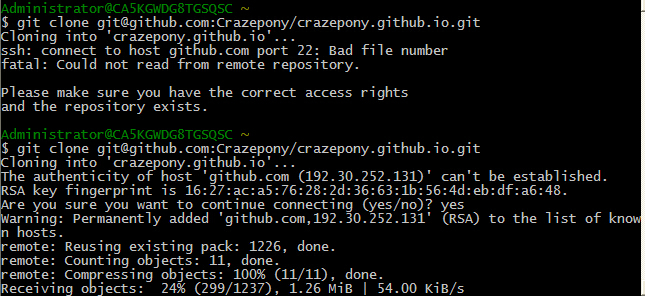 Administrator@CA5KGWDG8TGSQSC ~
$ git clone git@github.com:Crazepony/crazepony.github.io.git
Cloning into 'crazepony.github.io'...
ssh: connect to host github.com port 22: Bad file number
fatal: Could not read from remote repository.

Please make sure you have the correct access rights
and the repository exists.

Administrator@CA5KGWDG8TGSQSC ~
$ git clone git@github.com:Crazepony/crazepony.github.io.git
Cloning into 'crazepony.github.io'...
The authenticity of host 'github.com (192.30.252.131)' can't be established.
RSA key fingerprint is 16:27:ac:a5:76:28:2d:36:63:1b:56:4d:eb:df:a6:48.
Are you sure you want to continue connecting (yes/no)? yes
Warning: Permanently added 'github.com,192.30.252.131' (RSA) to the list of know
n hosts.
remote: Reusing existing pack: 1226, done.
remote: Counting objects: 11, done.
remote: Compressing objects: 100% (11/11), done.
Receiving objects:  24% (299/1237), 1.26 MiB | 54.00 KiB/s